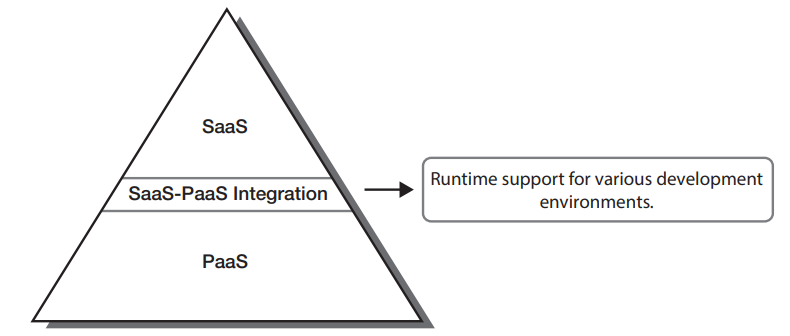 SaaS
SaaS-PaaS Integration
Runtime support for various development
environments.
PaaS